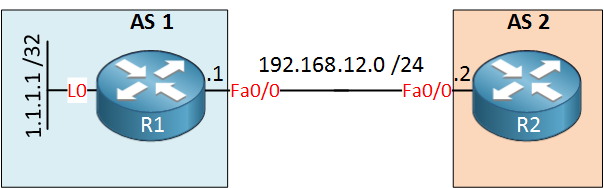 AS 1
AS 2
1.1.1.1 /32
L0
R1
.1
Fa0/0
192.168.12.0 /24
Fa0/0
.2
R2